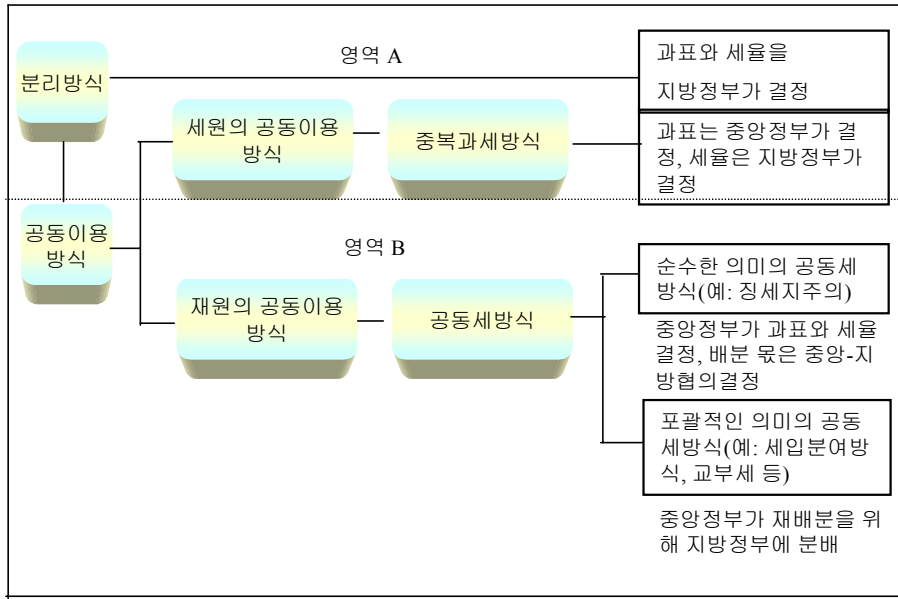 영역 A
분리방식
과표와 세율을
지방정부가 결정
세원의 공동이용
방식
중복과세방식
과표는 중앙정부가 결
정, 세율은 지방정부가
결정
공동이용
방식
영역 B
재원의 공동이용
방식
공동세방식
순수한 의미의 공동세
방식(예: 징세지주의)
중앙정부가 과표와 세율
결정, 배분 몫은 중앙-지
방협의결정
포괄적인 의미의 공동
세방식(예: 세입분여방
식, 교부세 등)
중앙정부가 재배분을 위
해 지방정부에 분배